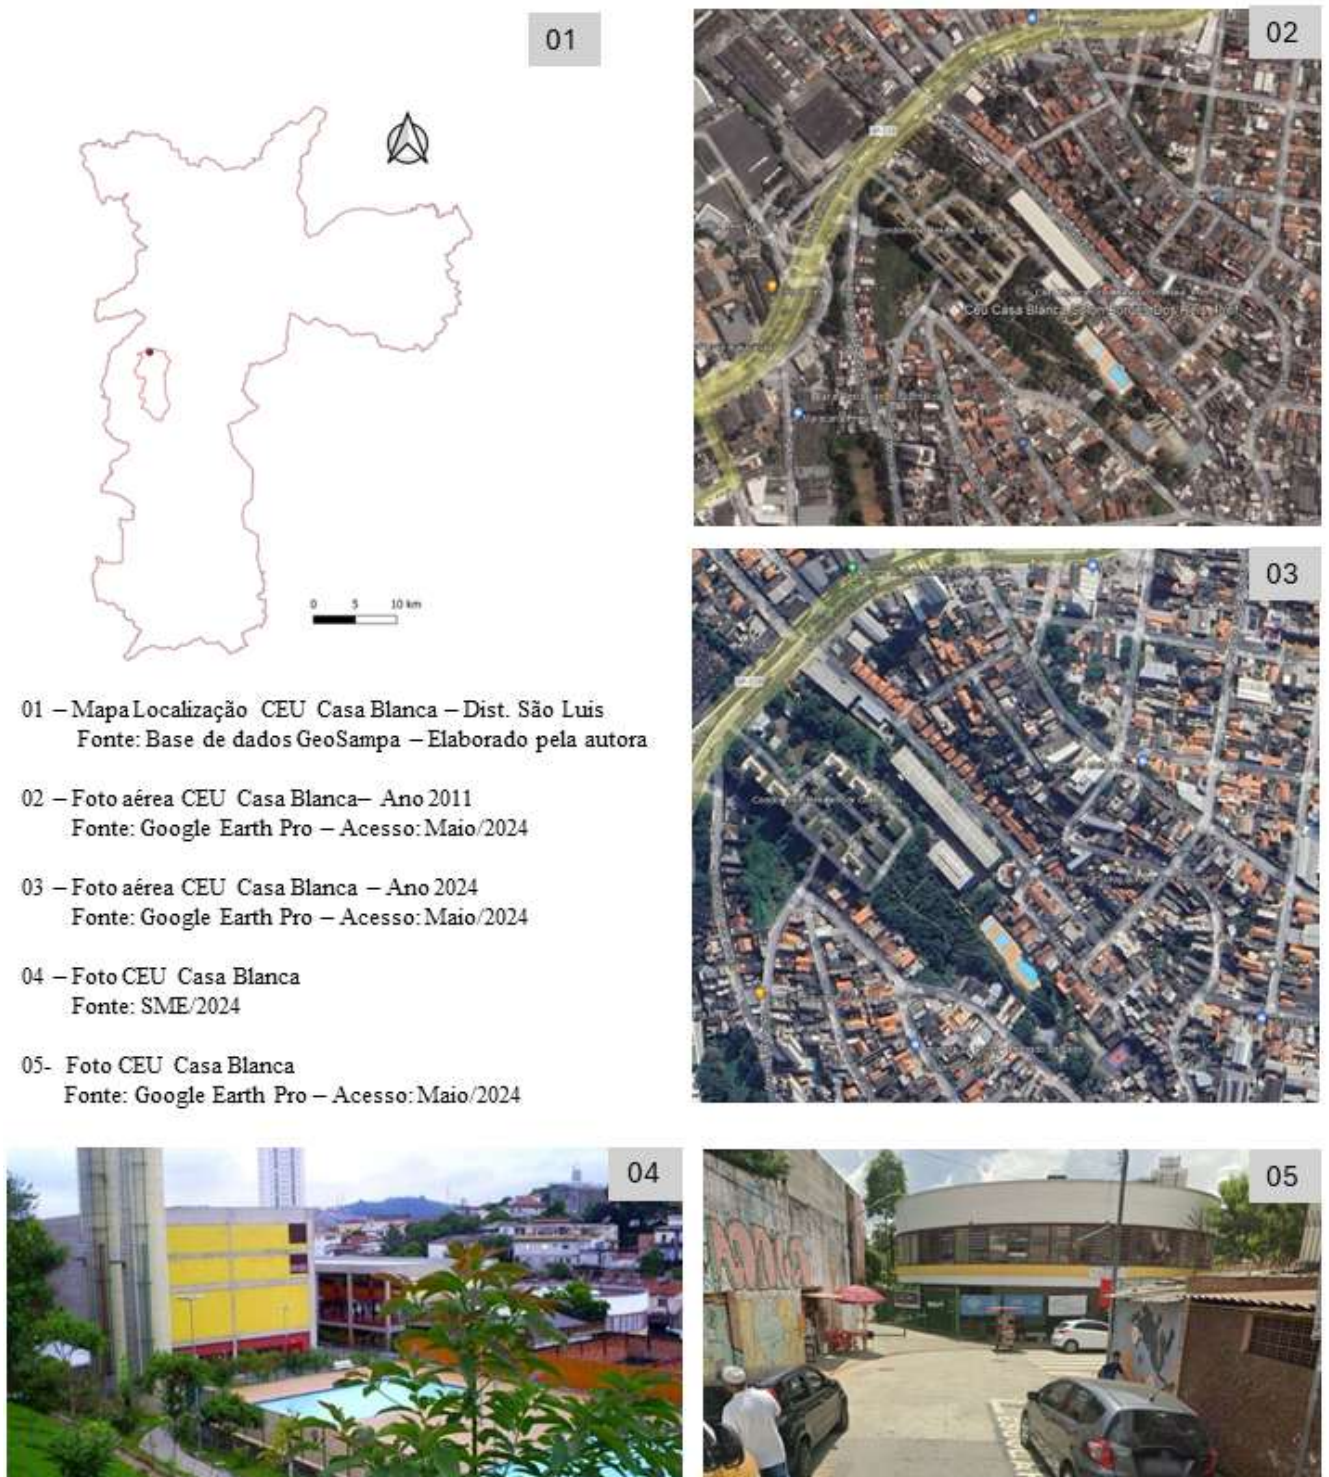 01
02
0 5 10 km
03
01 – Mapa Localização CEU Casa Blanca – Dist. São Luis
Fonte: Base de dados GeoSampa – Elaborado pela autora
02 – Foto aérea CEU Casa Blanca– Ano 2011
Fonte: Google Earth Pro – Acesso: Maio/2024
03 – Foto aérea CEU Casa Blanca – Ano 2024
Fonte: Google Earth Pro – Acesso: Maio/2024
04 – Foto CEU Casa Blanca
Fonte: SME/2024
05- Foto CEU Casa Blanca
Fonte: Google Earth Pro – Acesso: Maio/2024
04
05